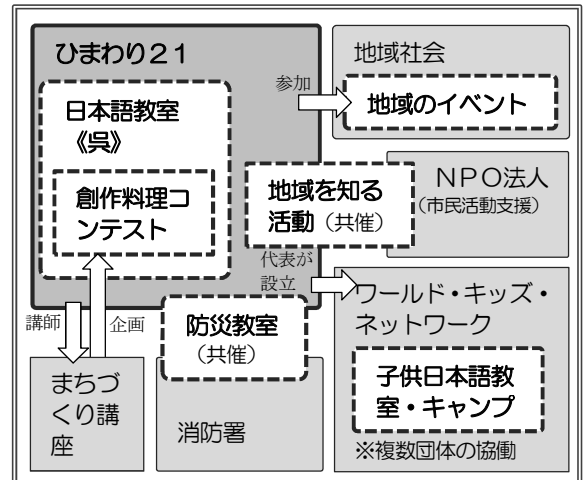 ひまわり２１
日本語教室
《呉》
創作料理コ
ンテスト
参加
地域社会
地域のイベント
地域を知る
活動（共催）
ＮＰＯ法人
（市民活動支援）
代表が
設立
ワールド・キッズ・
ネットワーク
子供日本語教
室・キャンプ
※複数団体の協働
講師
企画
防災教室
（共催）
まちづ
くり講
座
消防署